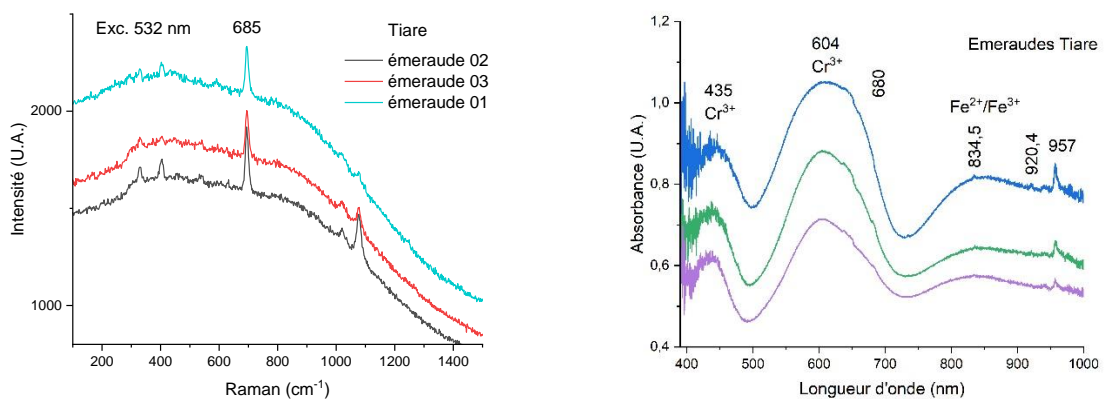 Exc. 532 nm
685
Tiare
émeraude 02
émeraude 03
émeraude 01
2000
1000
Intensité (U.A.)
200
400
600
800
1000
1200
1400
Raman (cm-1)
1,2
1,0
0,8
0,6
0,4
Absorbance (U.A.)
604
Cr3+
680
Emeraudes Tiare
435
Cr3+
Fe2+/Fe3+
834,5
920,4
957
400
500
600
700
800
900
1000
Longueur d'onde (nm)